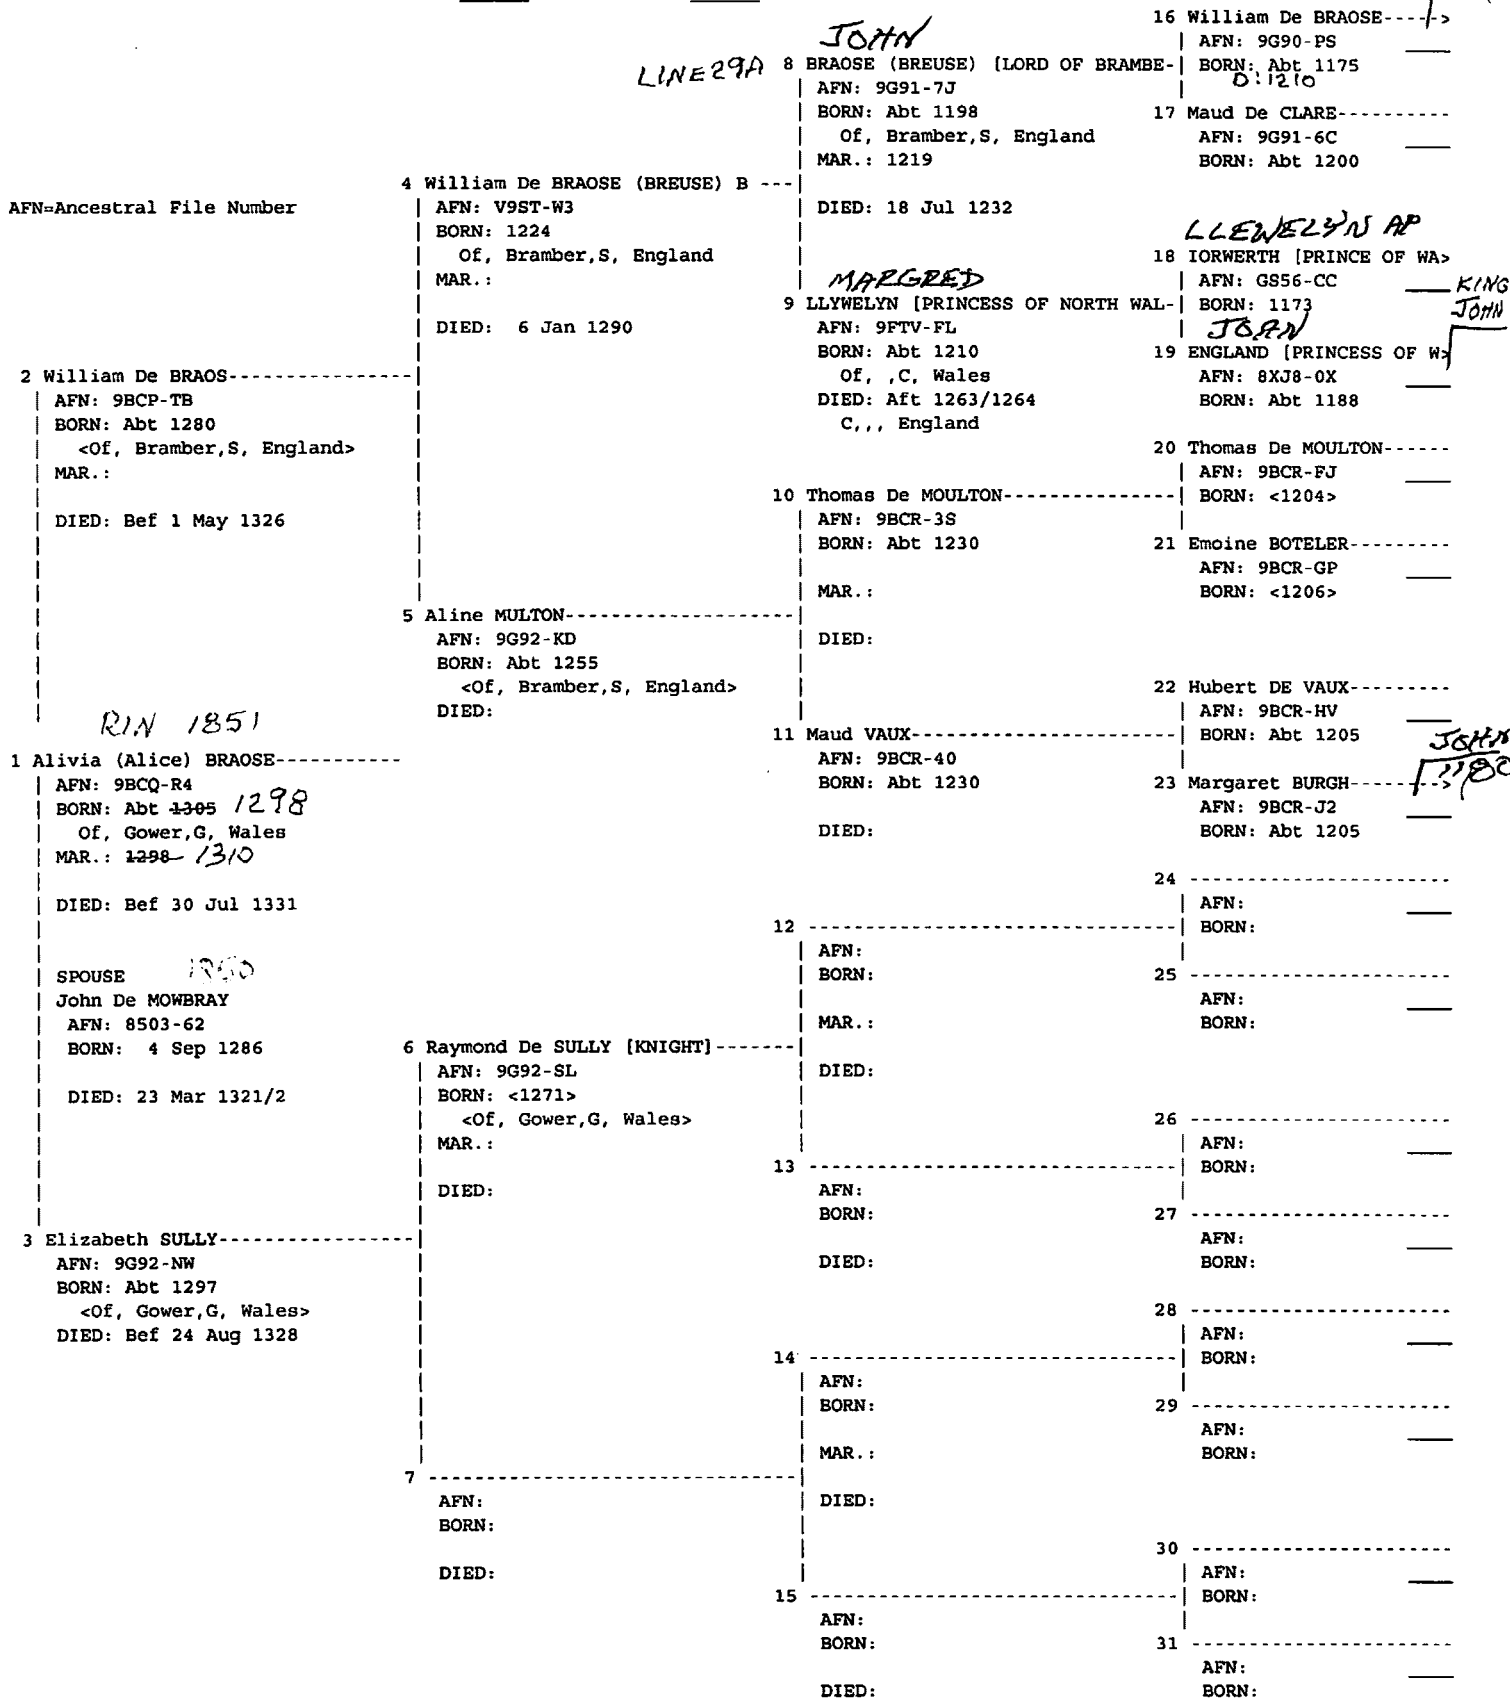 AFN=Ancestral File Number
RIN 1851
1 Alivia (Alice) BRAOSE-----------
AFN: 9BCQ-R4
BORN: Abt 1305 1298
Of, Gower,G, Wales
MAR.: 1298 1310
DIED: Bef 30 Jul 1331
SPOUSE
John De MOWBRAY
AFN: 8503-62
BORN: 4 Sep 1286
DIED: 23 Mar 1321/2
2 William De BRAOS----------------
AFN: 9BCP-TB
BORN: Abt 1280
<Of, Bramber,S, England>
MAR.:
DIED: Bef 1 May 1326
3 Elizabeth SULLY-----------------
AFN: 9G92-NW
BORN: Abt 1297
<Of, Gower,G, Wales>
DIED: Bef 24 Aug 1328
4 William De BRAOSE (BREUSE) B ---
AFN: V9ST-W3
BORN: 1224
Of, Bramber,S, England
MAR.:
DIED: 6 Jan 1290
5 Aline MULTON--------------------
AFN: 9G92-KD
BORN: Abt 1255
<Of, Bramber,S, England>
DIED:
6 Raymond De SULLY [KNIGHT]-------
AFN: 9G92-SL
BORN: <1271>
<Of, Gower,G, Wales>
MAR.:
DIED:
7 --------------------------------
AFN:
BORN:
DIED:
LINE 29A
JOHN
8 BRAOSE (BREUSE) [LORD OF BRAMBE-
AFN: 9G91-7J
BORN: Abt 1198
Of, Bramber,S, England
MAR.: 1219
DIED: 18 Jul 1232
MARGRED
9 LLYWELYN [PRINCESS OF NORTH WAL-
AFN: 9FTV-FL
BORN: Abt 1210
Of, ,C, Wales
DIED: Aft 1263/1264
C,,, England
10 Thomas De MOULTON---------------
AFN: 9BCR-3S
BORN: Abt 1230
MAR.:
DIED:
11 Maud VAUX-----------------------
AFN: 9BCR-40
BORN: Abt 1230
DIED:
12 --------------------------------
AFN:
BORN:
MAR.:
DIED:
13 --------------------------------
AFN:
BORN:
DIED:
14 --------------------------------
AFN:
BORN:
MAR.:
DIED:
15 --------------------------------
AFN:
BORN:
DIED:
16 William De BRAOSE---->
AFN: 9G90-PS
BORN: Abt 1175
D: 1210
17 Maud De CLARE----------
AFN: 9G91-6C
BORN: Abt 1200
LLEWELYN AP
18 IORWERTH [PRINCE OF WA>
AFN: GS56-CC
BORN: 1173
KING
JOHN
JOAN
19 ENGLAND [PRINCESS OF W>
AFN: 8XJ8-0X
BORN: Abt 1188
20 Thomas De MOULTON------
AFN: 9BCR-FJ
BORN: <1204>
21 Emoine BOTELER---------
AFN: 9BCR-GP
BORN: <1206>
22 Hubert DE VAUX---------
AFN: 9BCR-HV
BORN: Abt 1205
JOHN
1180
23 Margaret BURGH-------->
AFN: 9BCR-J2
BORN: Abt 1205
24 -----------------------
AFN:
BORN:
25 -----------------------
AFN:
BORN:
26 -----------------------
AFN:
BORN:
27 -----------------------
AFN:
BORN:
28 -----------------------
AFN:
BORN:
29 -----------------------
AFN:
BORN:
30 -----------------------
AFN:
BORN:
31 -----------------------
AFN:
BORN: